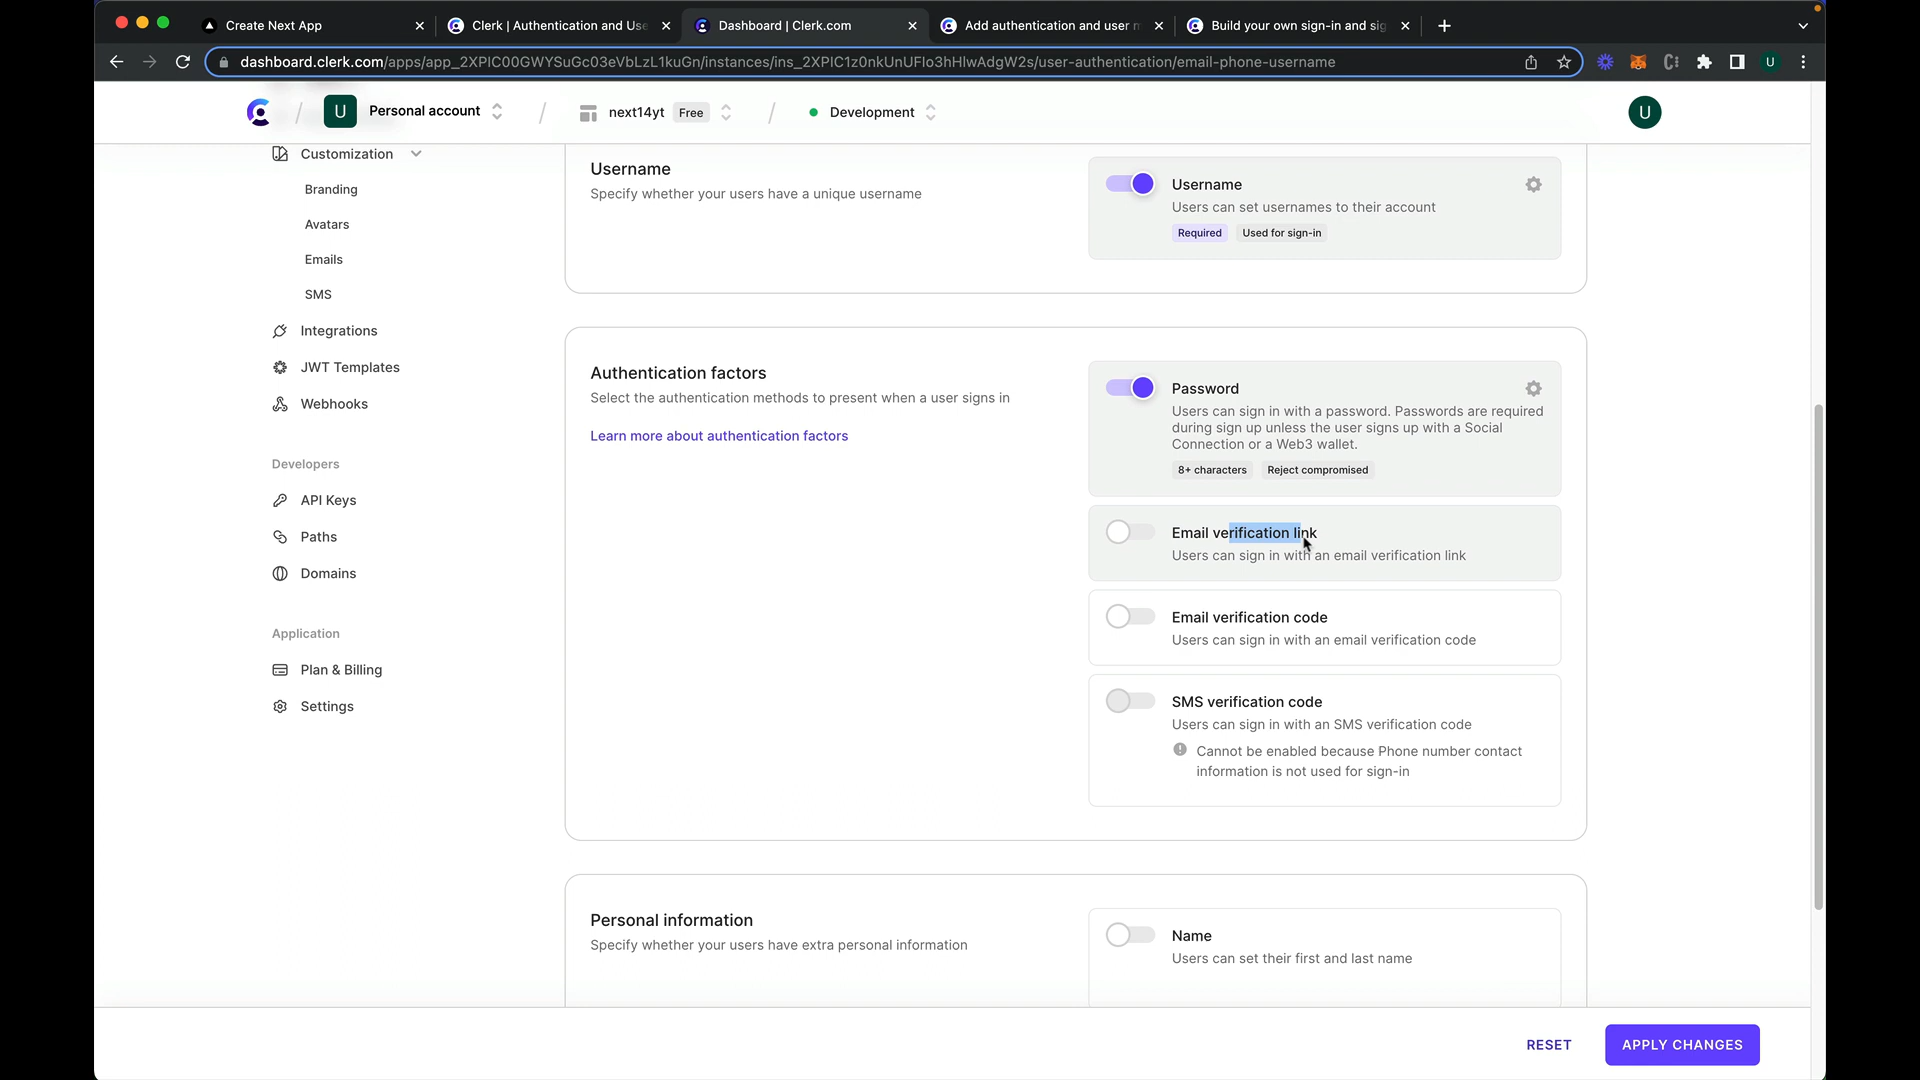 Create Next App
Clerk | Authentication and Use
Dashboard | Clerk.com
Add authentication and user m
Build your own sign-in and sig
dashboard.clerk.com/apps/app_2XPIC00GWYSuGc03eVbLzL1kuGn/instances/ins_2XPIC1z0nkUnUFIo3hHlwAdgW2s/user-authentication/email-phone-username
U
U
Personal account
next14yt
Free
Development
U
Customization
Branding
Avatars
Emails
SMS
Integrations
JWT Templates
Webhooks
Developers
API Keys
Paths
Domains
Application
Plan & Billing
Settings
Username
Specify whether your users have a unique username
Username
Users can set usernames to their account
Required
Used for sign-in
Authentication factors
Select the authentication methods to present when a user signs in
Learn more about authentication factors
Password
Users can sign in with a password. Passwords are required
during sign up unless the user signs up with a Social
Connection or a Web3 wallet.
8+ characters
Reject compromised
Email verification link
Users can sign in with an email verification link
Email verification code
Users can sign in with an email verification code
SMS verification code
Users can sign in with an SMS verification code
Cannot be enabled because Phone number contact
information is not used for sign-in
Personal information
Specify whether your users have extra personal information
Name
Users can set their first and last name
RESET
APPLY CHANGES